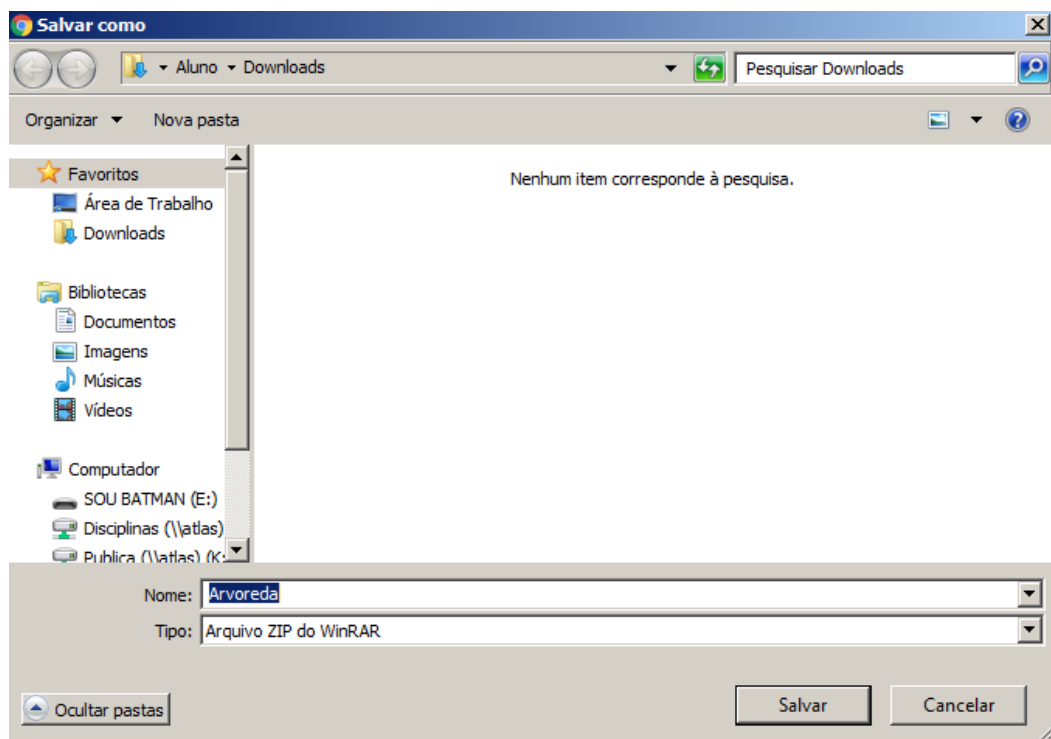 Salvar como
Aluno Downloads
Pesquisar Downloads
Organizar Nova pasta
Favoritos
Área de Trabalho
Downloads
Bibliotecas
Documentos
Imagens
Músicas
Vídeos
Computador
SOU BATMAN (E:)
Disciplinas (\\atlas)
Publica (\\atlas) (K:
Nenhum item corresponde à pesquisa.
Nome: Arvoreda
Tipo: Arquivo ZIP do WinRAR
Ocultar pastas
Salvar Cancelar